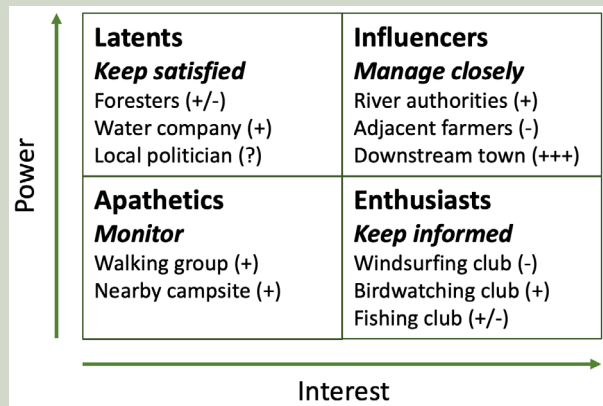 Power
Latents
Keep satisfied
Foresters (+/-)
Water company (+)
Local politician (?)
Influencers
Manage closely
River authorities (+)
Adjacent farmers (-)
Downstream town (+++)
Apathetics
Monitor
Walking group (+)
Nearby campsite (+)
Enthusiasts
Keep informed
Windsurfing club (-)
Birdwatching club (+)
Fishing club (+/-)
Interest